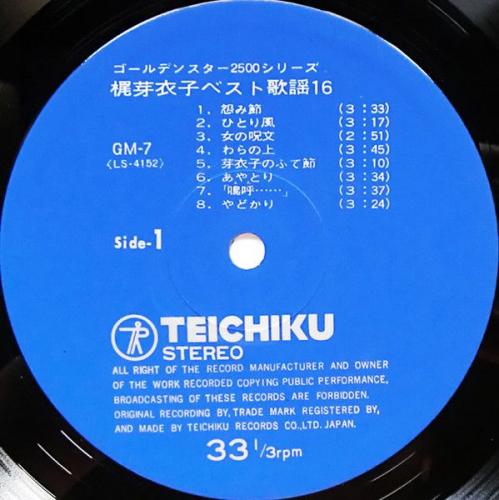 ゴールデンスター2500シリーズ
梶芽衣子ベスト歌謡16
1. 怨み節 (3:33)
2. ひとり風 (3:17)
3. 女の呪文 (2:51)
4. わらの上 (3:45)
5. 芽衣子のふて節 (3:10)
6. あやとり (3:34)
7. 「嗚呼……」 (3:37)
8. やどかり (3:24)
GM-7
〈LS-4152〉
Side-1
TEICHIKU
STEREO
ALL RIGHT OF THE RECORD MANUFACTURER AND OWNER
OF THE WORK RECORDED COPYING PUBLIC PERFORMANCE,
BROADCASTING OF THESE RECORDS ARE FORBIDDEN.
ORIGINAL RECORDING BY, TRADE MARK REGISTERED BY,
AND MADE BY TEICHIKU RECORDS CO.,LTD. JAPAN.
33 1/3rpm